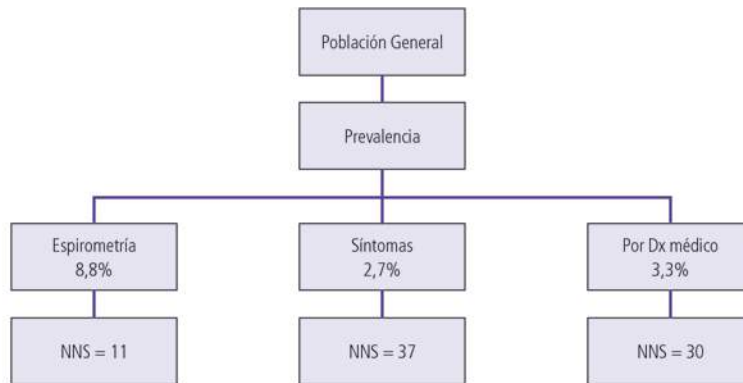 Población General
Prevalencia
Espirometría
8,8%
Síntomas
2,7%
Por Dx médico
3,3%
NNS = 11
NNS = 37
NNS = 30